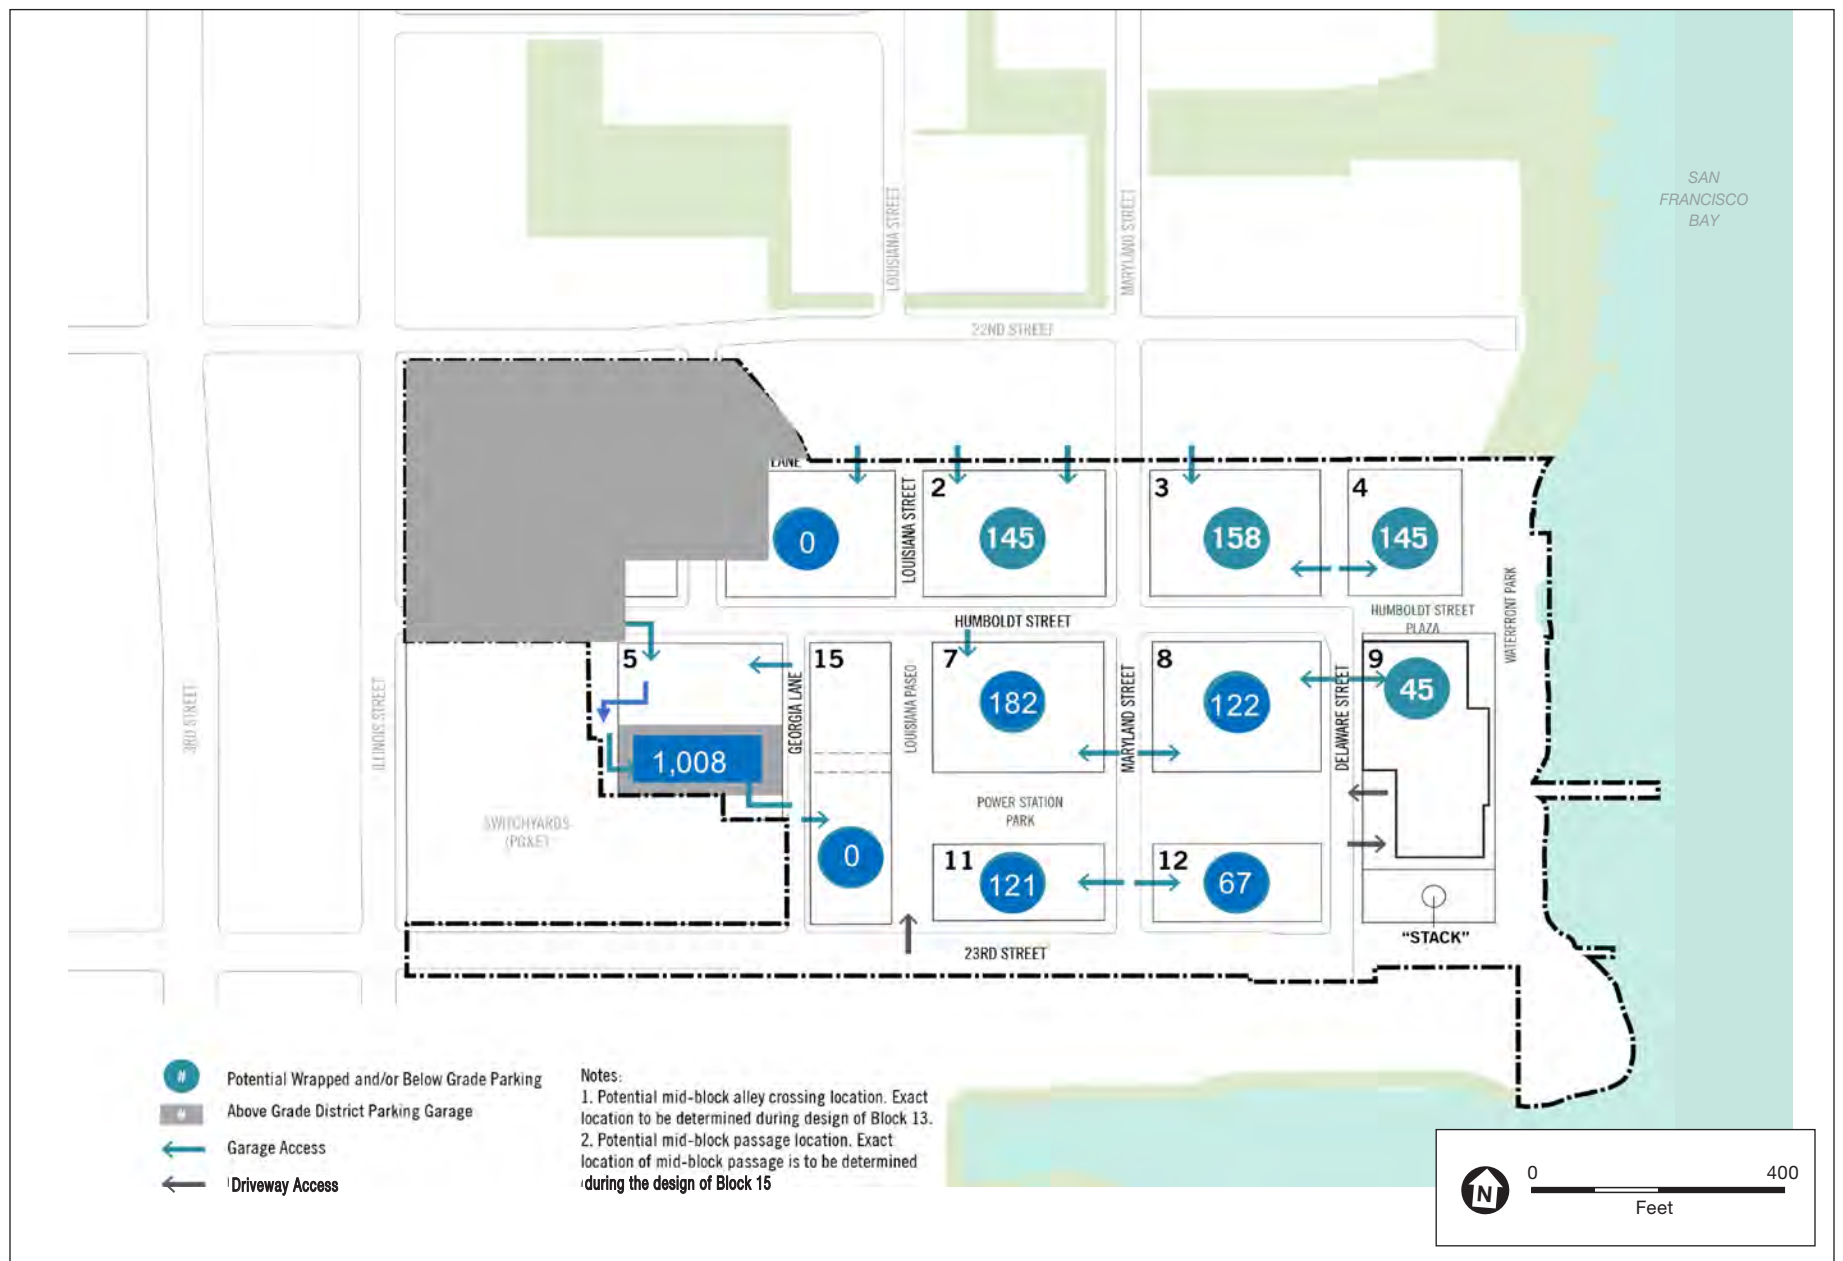 SAN
FRANCISCO
BAY
LOUISIANA STREET
MARYLAND STREET
22ND STREET
LANE
0
LOUISIANA STREET
2
145
3
158
4
145
HUMBOLDT STREET
HUMBOLDT STREET
PLAZA
WATERFRONT PARK
3RD STREET
ILLINOIS STREET
5
1,008
GEORGIA LANE
15
0
LOUISIANA PASEO
7
182
MARYLAND STREET
8
122
DELAWARE STREET
9
45
SWITCHYARDS
(PG&E)
POWER STATION
PARK
11
121
12
67
"STACK"
23RD STREET
# Potential Wrapped and/or Below Grade Parking
# Above Grade District Parking Garage
Garage Access
Driveway Access
Notes:
1. Potential mid-block alley crossing location. Exact
location to be determined during design of Block 13.
2. Potential mid-block passage location. Exact
location of mid-block passage is to be determined
during the design of Block 15
N
0 400
Feet